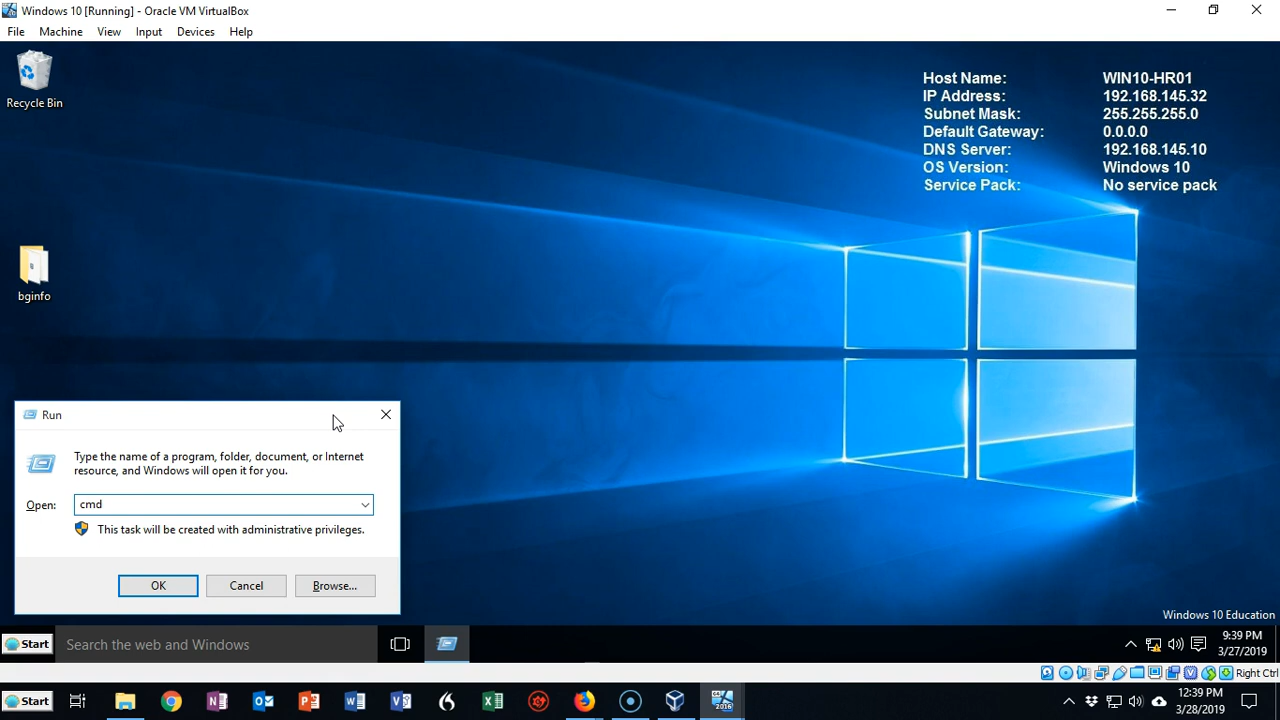 Windows 10 [Running] - Oracle VM VirtualBox
File Machine View Input Devices Help
Recycle Bin
Host Name: WIN10-HR01
IP Address: 192.168.145.32
Subnet Mask: 255.255.255.0
Default Gateway: 0.0.0.0
DNS Server: 192.168.145.10
OS Version: Windows 10
Service Pack: No service pack
bginfo
Run
Type the name of a program, folder, document, or Internet
resource, and Windows will open it for you.
Open: cmd
This task will be created with administrative privileges.
OK Cancel Browse...
Windows 10 Education
Start Search the web and Windows 9:39 PM
3/27/2019
Right Ctrl
Start 12:39 PM
3/28/2019